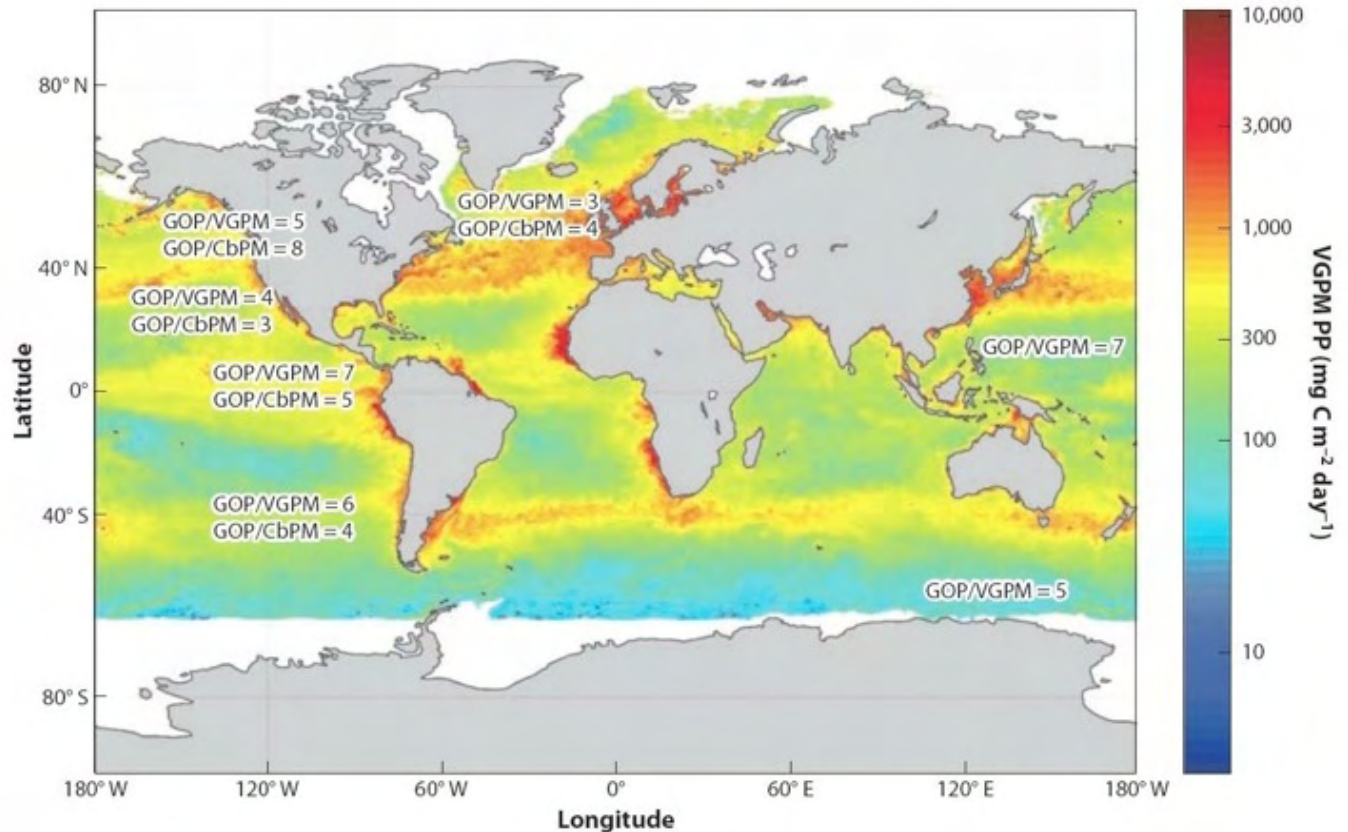 10,000
80° N
3,000
GOP/VGPM = 3
GOP/VGPM = 5
GOP/CbPM = 4
1,000
GOP/CbPM = 8
40° N
GOP/VGPM = 4
GOP/CbPM = 3
300
GOP/VGPM = 7
GOP/VGPM = 7
GOP/CbPM = 5
0°
Latitude
100
VGPM PP (mg C m⁻² day⁻¹)
GOP/VGPM = 6
40° S
GOP/CbPM = 4
GOP/VGPM = 5
10
80° S
180° W
120° W
60° W
0°
60° E
120° E
180° W
Longitude